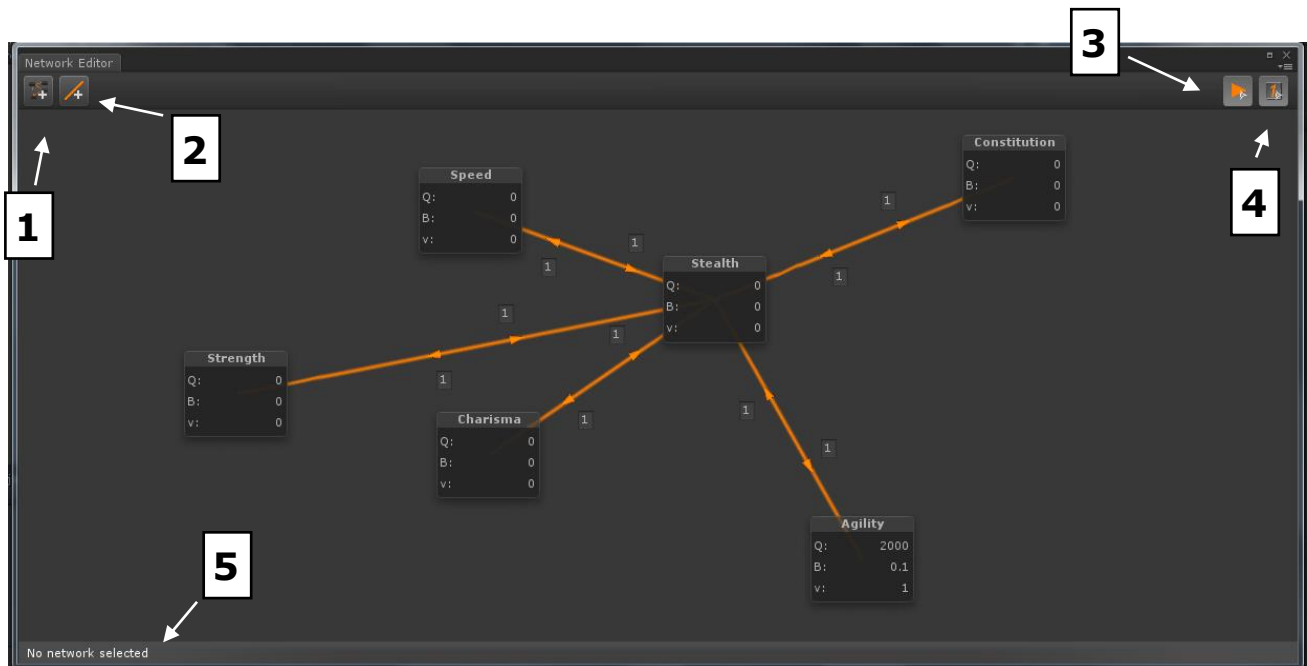 3
Network Editor
2
1
4
Constitution
Q: 0
B: 0
v: 0
Speed
Q: 0
B: 0
v: 0
1
1
1
1
Stealth
Q: 0
B: 0
v: 0
1
1
1
1
Strength
Q: 0
B: 0
v: 0
Charisma
Q: 0
B: 0
v: 0
1
1
Agility
Q: 2000
B: 0.1
v: 1
5
No network selected